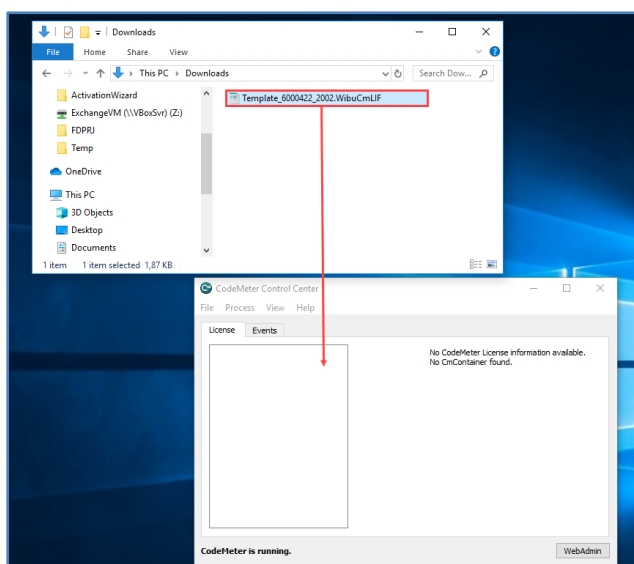 Downloads
File Home Share View
This PC > Downloads
Search Dow...
ActivationWizard
ExchangeVM (\\VBoxSvr) (Z:)
FDPRJ
Temp
OneDrive
This PC
3D Objects
Desktop
Documents
Template_6000422_2002.WibuCmLIF
1 item 1 item selected 1,87 KB
CodeMeter Control Center
File Process View Help
License Events
No CodeMeter License information available.
No CmContainer found.
CodeMeter is running.
WebAdmin